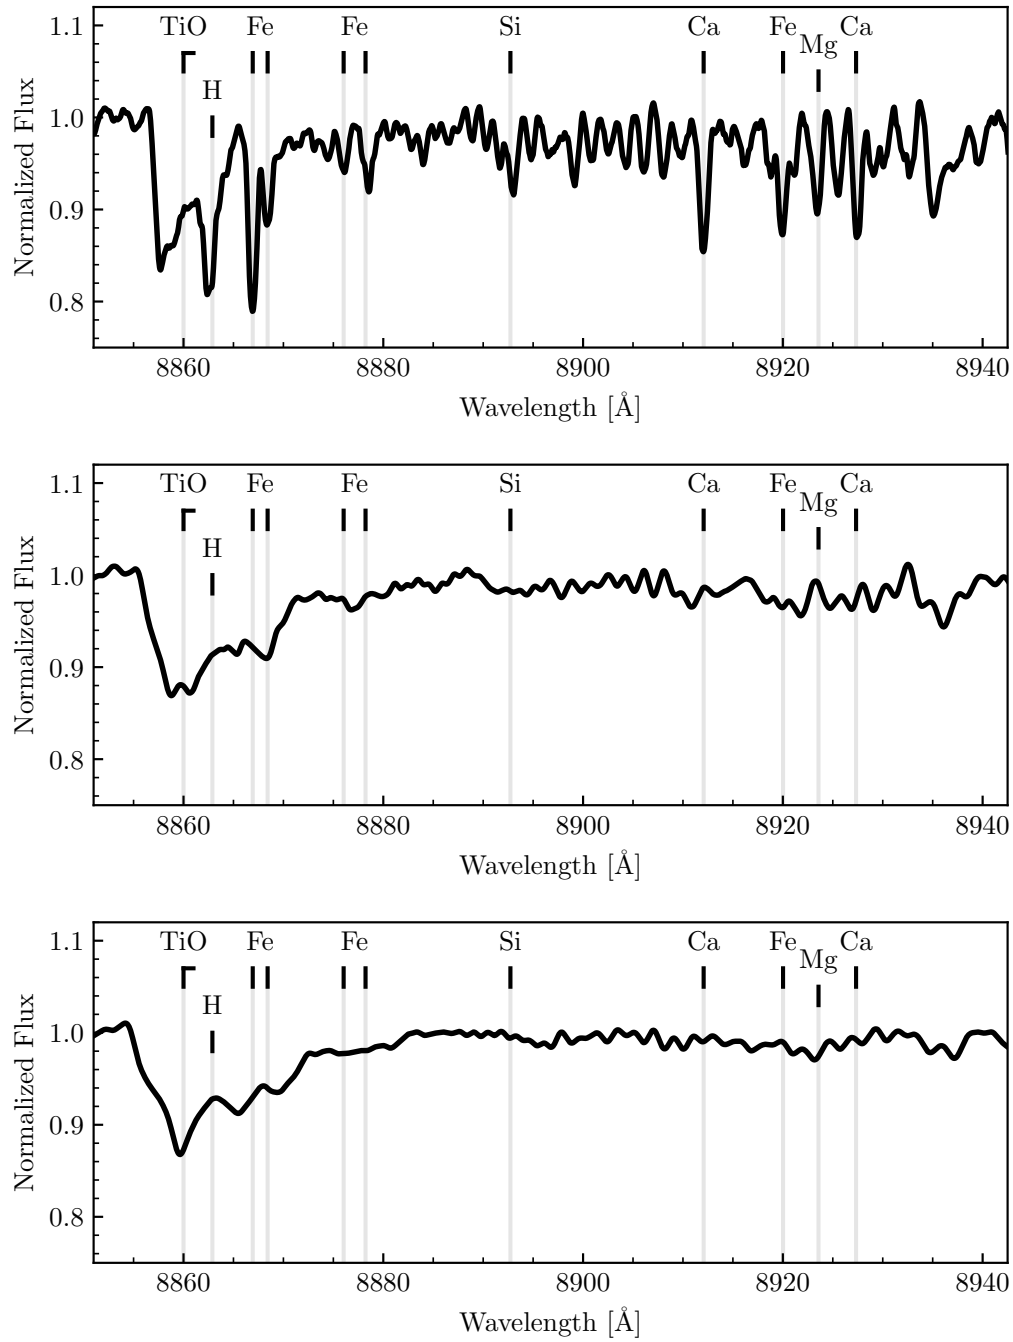 TiO Fe Fe Si Ca Fe Ca
Mg
H
1.1
1.0
0.9
0.8
Normalized Flux
8860 8880 8900 8920 8940
Wavelength [Å]
TiO Fe Fe Si Ca Fe Ca
Mg
H
1.1
1.0
0.9
0.8
Normalized Flux
8860 8880 8900 8920 8940
Wavelength [Å]
TiO Fe Fe Si Ca Fe Ca
Mg
H
1.1
1.0
0.9
0.8
Normalized Flux
8860 8880 8900 8920 8940
Wavelength [Å]